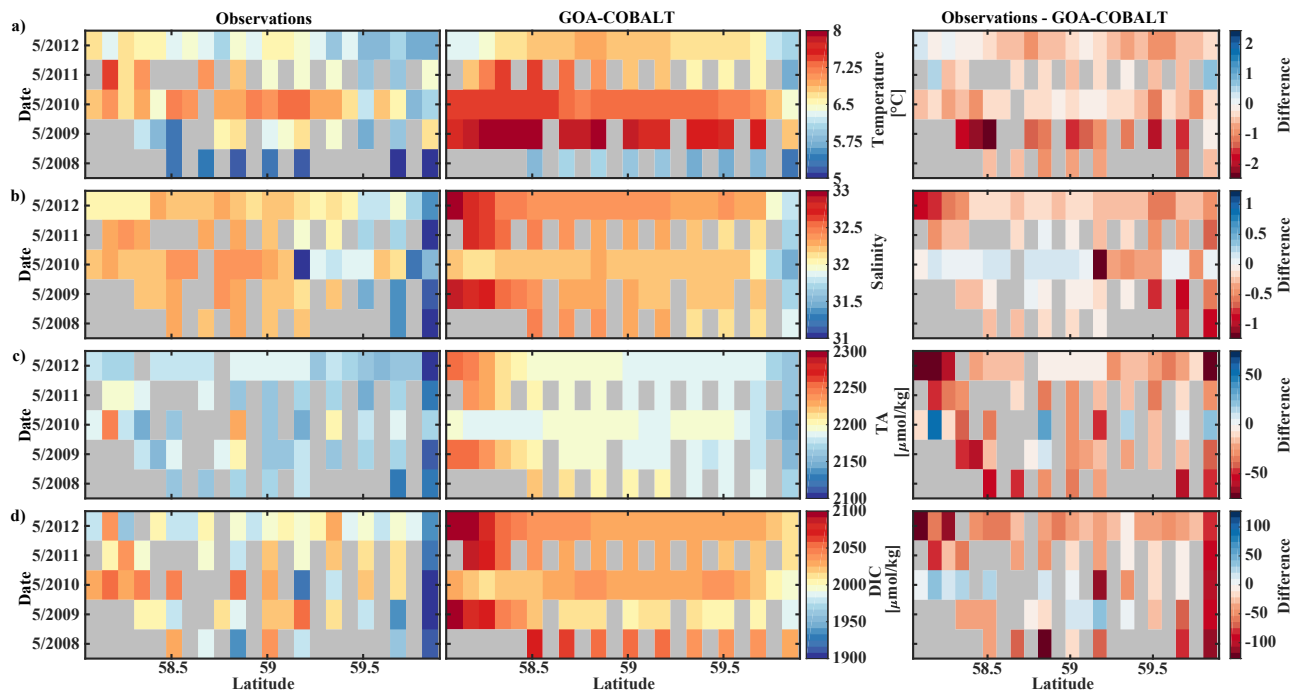 Observations GOA-COBALT Observations - GOA-COBALT
a)
Date
5/2012
5/2011
5/2010
5/2009
5/2008
8
7.25
6.5
5.75
5
Temperature
[°C]
2
1
0
-1
-2
Difference
b)
Date
5/2012
5/2011
5/2010
5/2009
5/2008
33
32.5
32
31.5
31
Salinity
1
0.5
0
-0.5
-1
Difference
c)
Date
5/2012
5/2011
5/2010
5/2009
5/2008
2300
2250
2200
2150
2100
TA
[μmol/kg]
50
0
-50
Difference
d)
Date
5/2012
5/2011
5/2010
5/2009
5/2008
2100
2050
2000
1950
1900
DIC
[μmol/kg]
100
50
0
-50
-100
Difference
58.5 59 59.5 58.5 59 59.5 58.5 59 59.5
Latitude Latitude Latitude